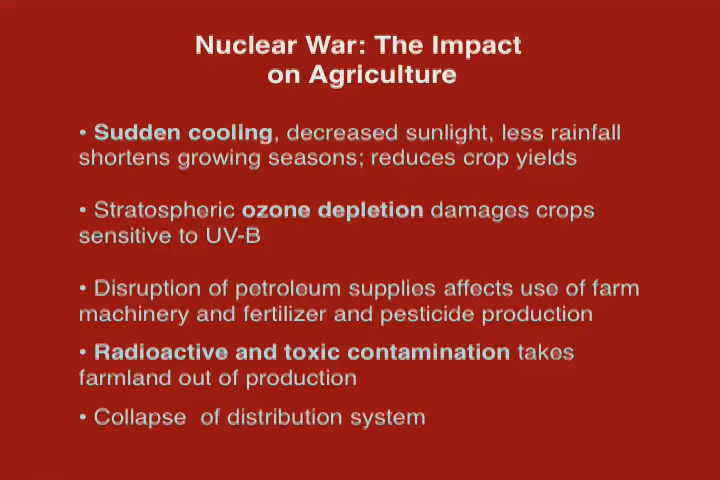 Nuclear War: The Impact
on Agriculture
• Sudden cooling, decreased sunlight, less rainfall
shortens growing seasons; reduces crop yields
• Stratospheric ozone depletion damages crops
sensitive to UV-B
• Disruption of petroleum supplies affects use of farm
machinery and fertilizer and pesticide production
• Radioactive and toxic contamination takes
farmland out of production
• Collapse  of distribution system